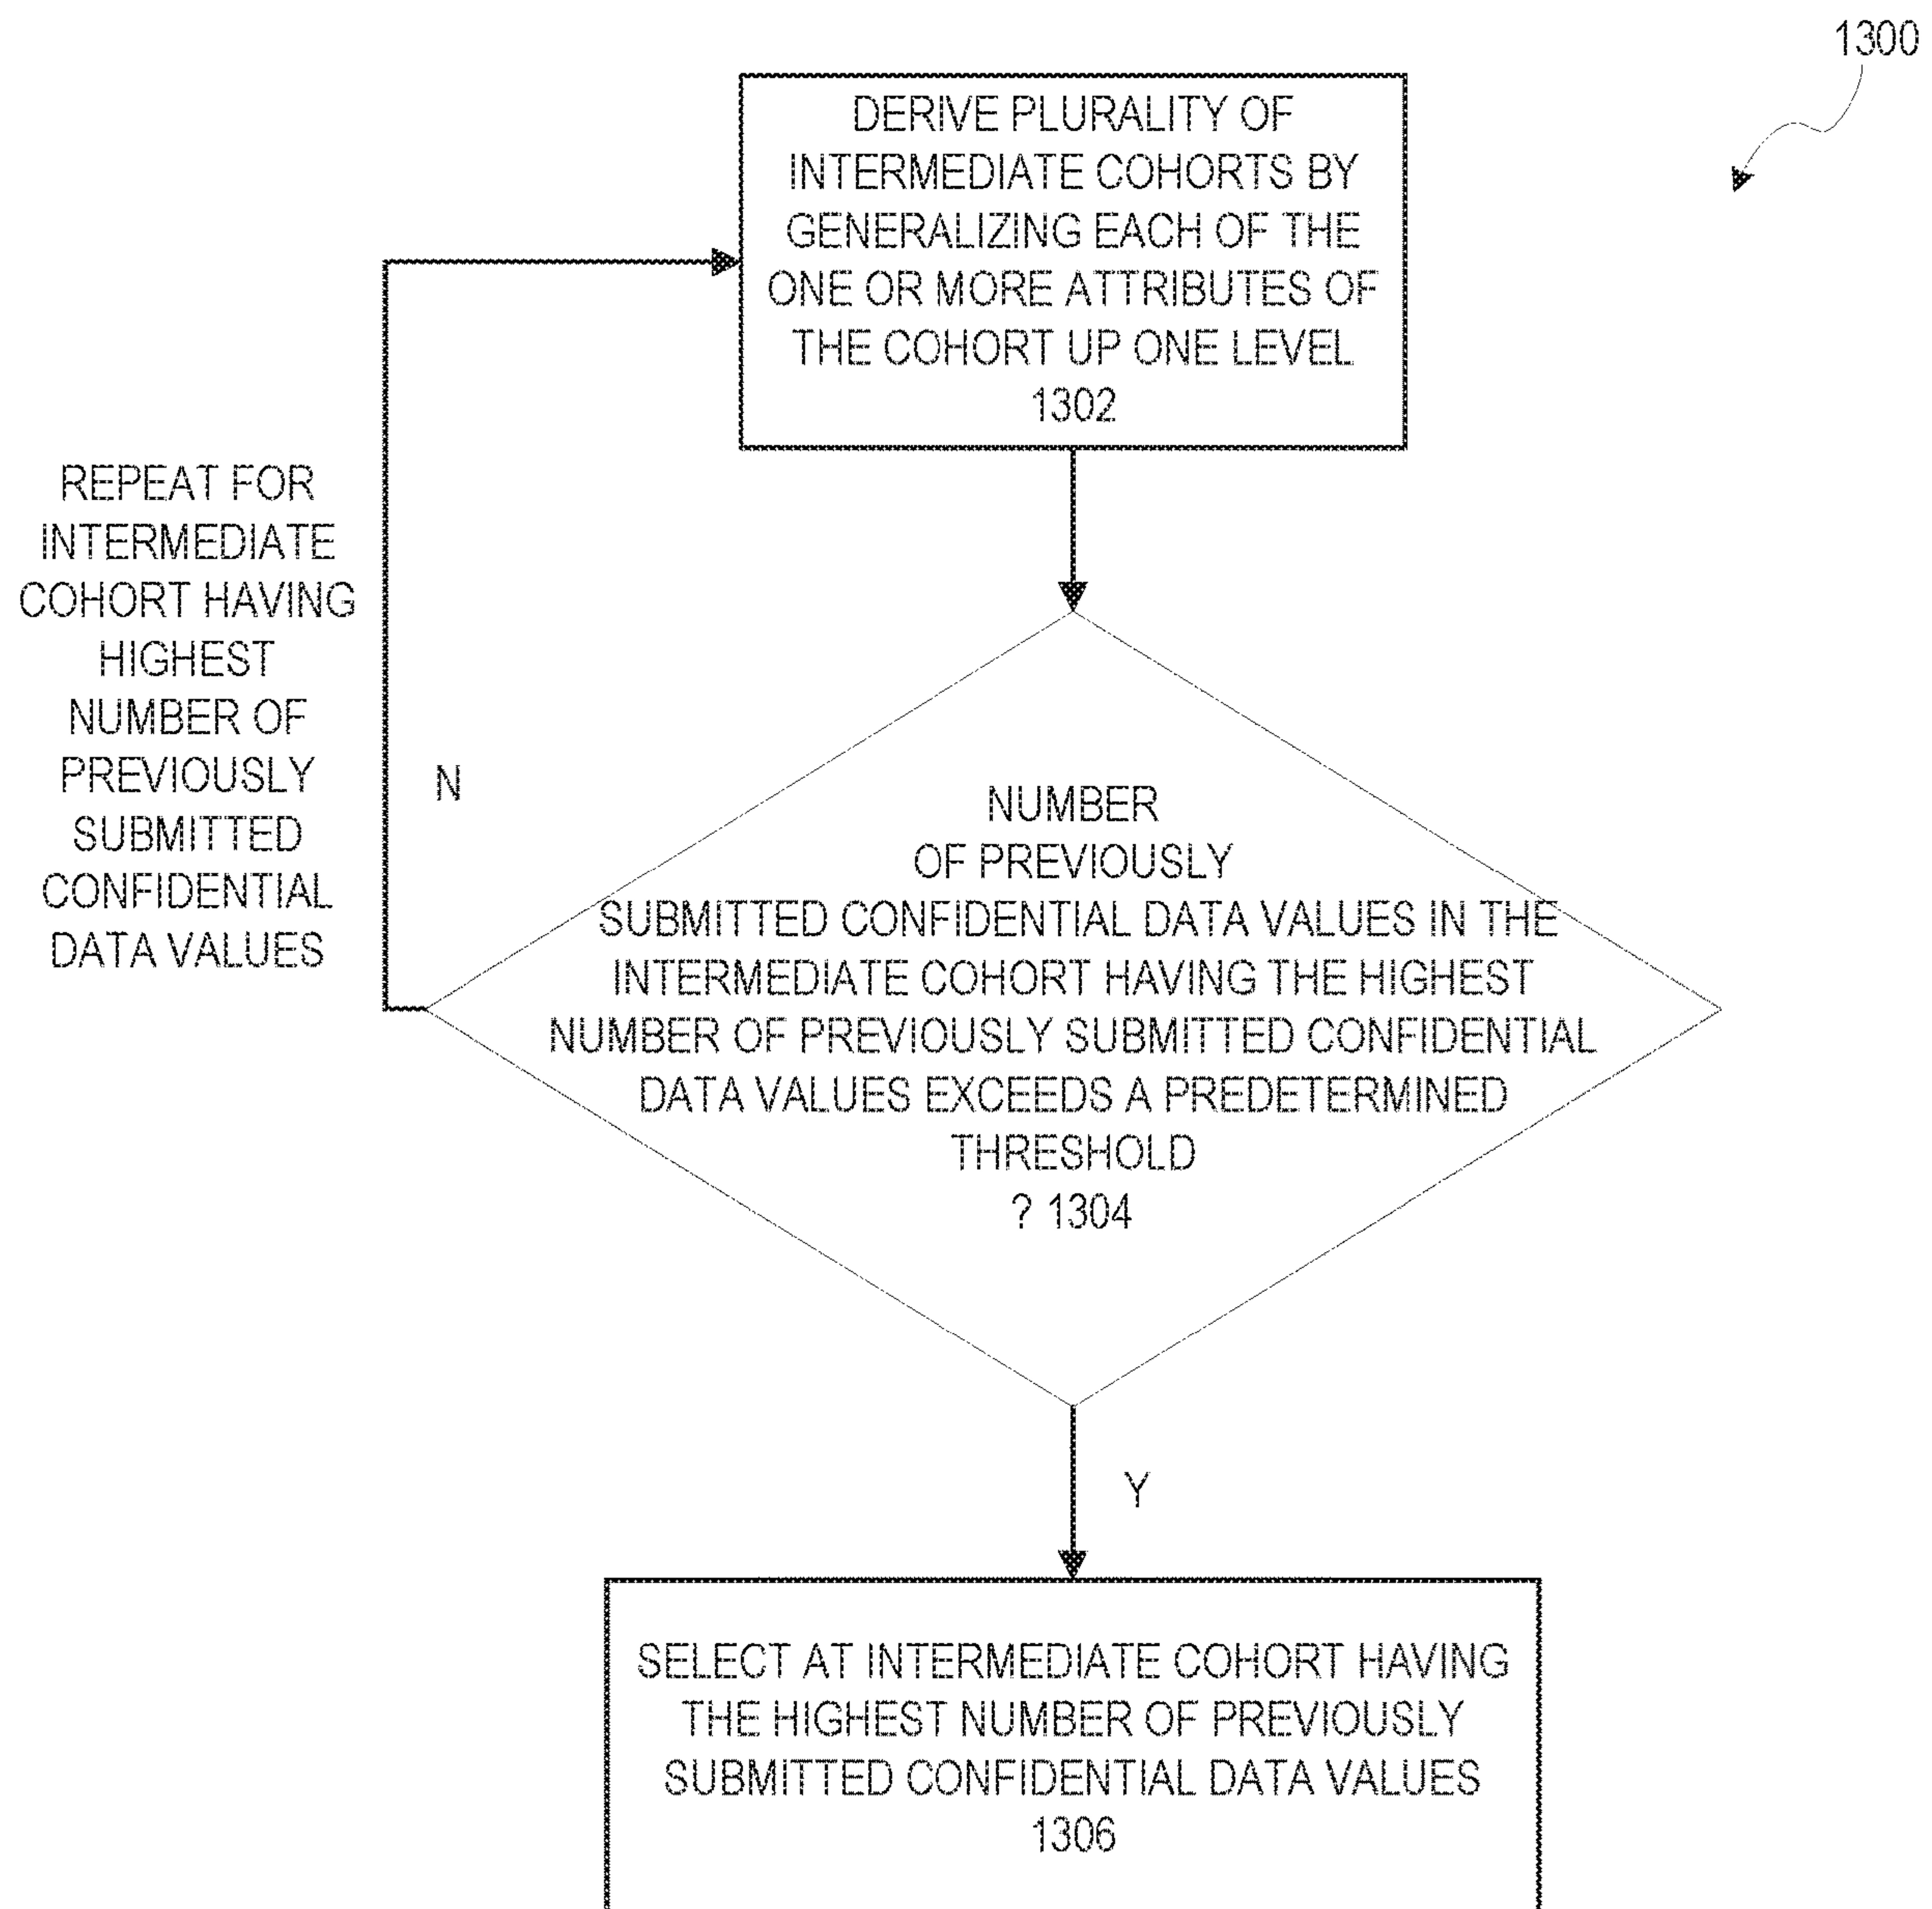 1300
DERIVE PLURALITY OF
INTERMEDIATE COHORTS BY
GENERALIZING EACH OF THE
ONE OR MORE ATTRIBUTES OF
THE COHORT UP ONE LEVEL
1302
REPEAT FOR
INTERMEDIATE
COHORT HAVING
HIGHEST
NUMBER OF
PREVIOUSLY
SUBMITTED
CONFIDENTIAL
DATA VALUES
N
NUMBER
OF PREVIOUSLY
SUBMITTED CONFIDENTIAL DATA VALUES IN THE
INTERMEDIATE COHORT HAVING THE HIGHEST
NUMBER OF PREVIOUSLY SUBMITTED CONFIDENTIAL
DATA VALUES EXCEEDS A PREDETERMINED
THRESHOLD
? 1304
Y
SELECT AT INTERMEDIATE COHORT HAVING
THE HIGHEST NUMBER OF PREVIOUSLY
SUBMITTED CONFIDENTIAL DATA VALUES
1306